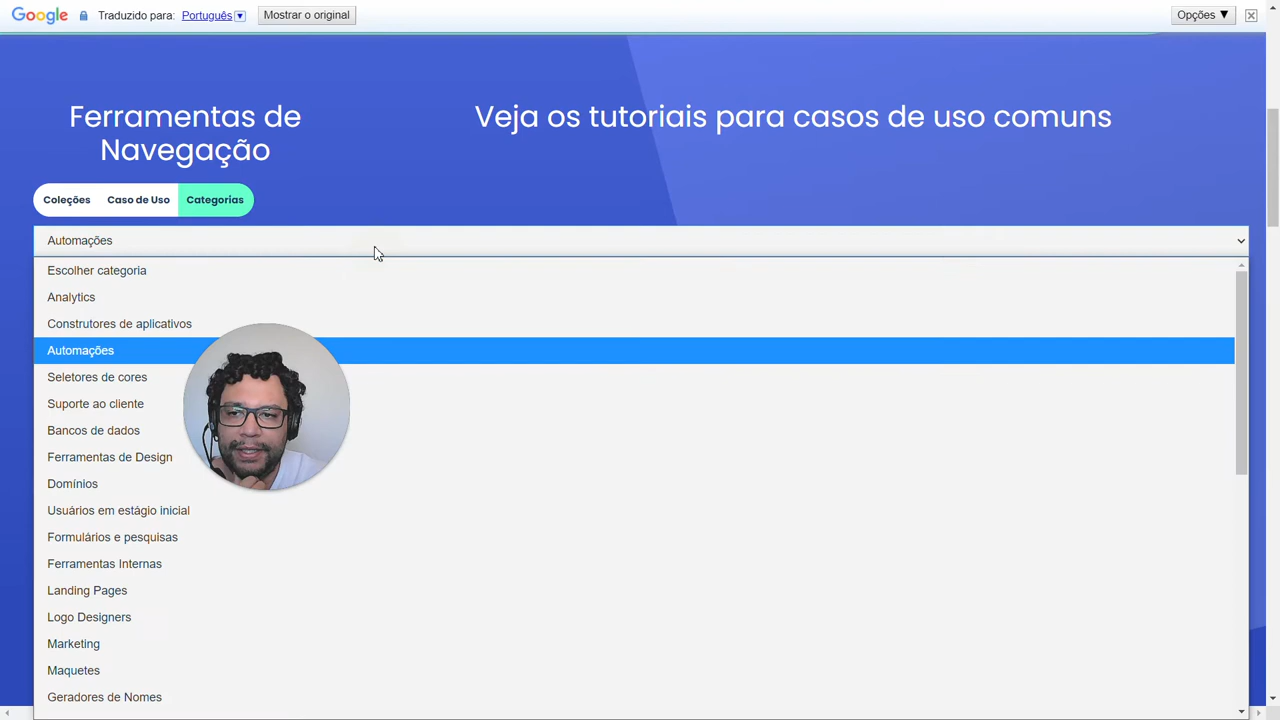 Google Traduzido para: Português ▼ Mostrar o original Opções ▼
Ferramentas de
Navegação
Veja os tutoriais para casos de uso comuns
Coleções Caso de Uso Categorias
Automações
Escolher categoria
Analytics
Construtores de aplicativos
Automações
Seletores de cores
Suporte ao cliente
Bancos de dados
Ferramentas de Design
Domínios
Usuários em estágio inicial
Formulários e pesquisas
Ferramentas Internas
Landing Pages
Logo Designers
Marketing
Maquetes
Geradores de Nomes